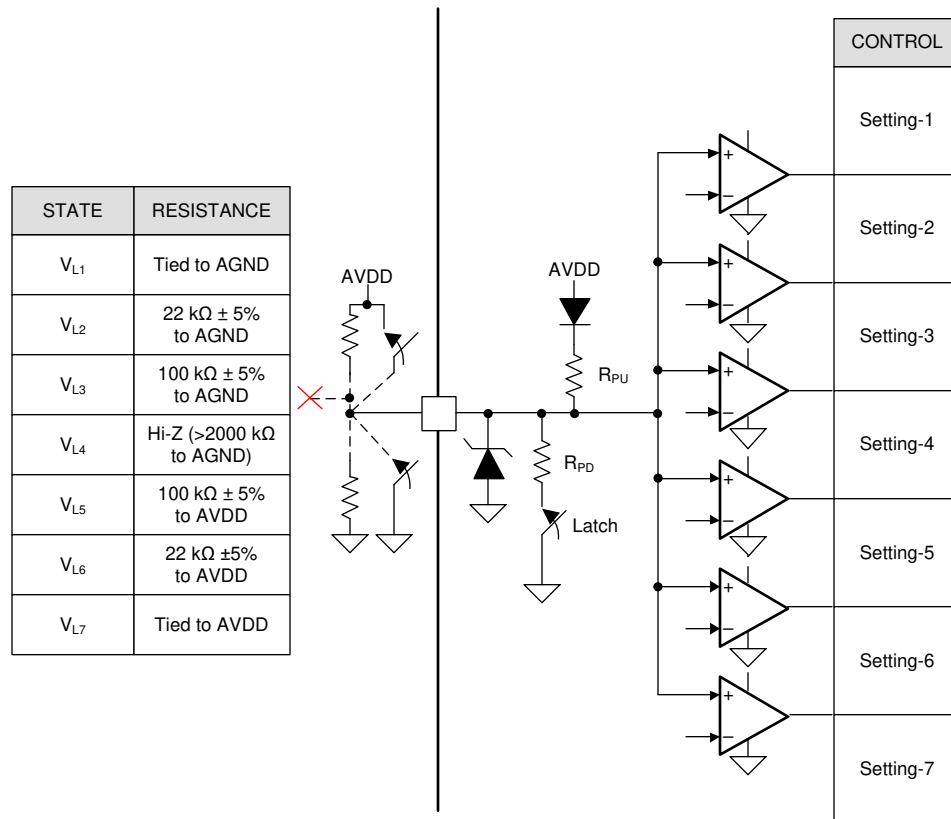 CONTROL
Setting-1
Setting-2
Setting-3
Setting-4
Setting-5
Setting-6
Setting-7
STATE RESISTANCE
V_L1 Tied to AGND
V_L2 22 kΩ ± 5%
to AGND
V_L3 100 kΩ ± 5%
to AGND
V_L4 Hi-Z (>2000 kΩ
to AGND)
V_L5 100 kΩ ± 5%
to AVDD
V_L6 22 kΩ ±5%
to AVDD
V_L7 Tied to AVDD
AVDD
AVDD
R_PU
R_PD
Latch
+
−
+
−
+
−
+
−
+
−
+
−